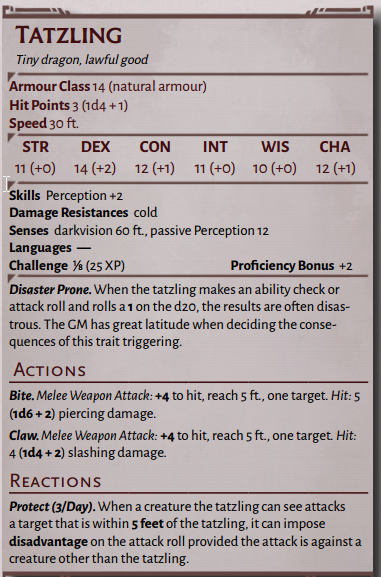 TATZLING
Tiny dragon, lawful good
Armour Class 14 (natural armour)
Hit Points 3 (1d4 + 1)
Speed 30 ft.
STR DEX CON INT WIS CHA
11 (+0) 14 (+2) 12 (+1) 11 (+0) 10 (+0) 12 (+1)
Skills Perception +2
Damage Resistances cold
Senses darkvision 60 ft., passive Perception 12
Languages —
Challenge ⅛ (25 XP) Proficiency Bonus +2
Disaster Prone. When the tatzling makes an ability check or
attack roll and rolls a 1 on the d20, the results are often disas-
trous. The GM has great latitude when deciding the conse-
quences of this trait triggering.
ACTIONS
Bite. Melee Weapon Attack: +4 to hit, reach 5 ft., one target. Hit: 5
(1d6 + 2) piercing damage.
Claw. Melee Weapon Attack: +4 to hit, reach 5 ft., one target. Hit:
4 (1d4 + 2) slashing damage.
REACTIONS
Protect (3/Day). When a creature the tatzling can see attacks
a target that is within 5 feet of the tatzling, it can impose
disadvantage on the attack roll provided the attack is against a
creature other than the tatzling.